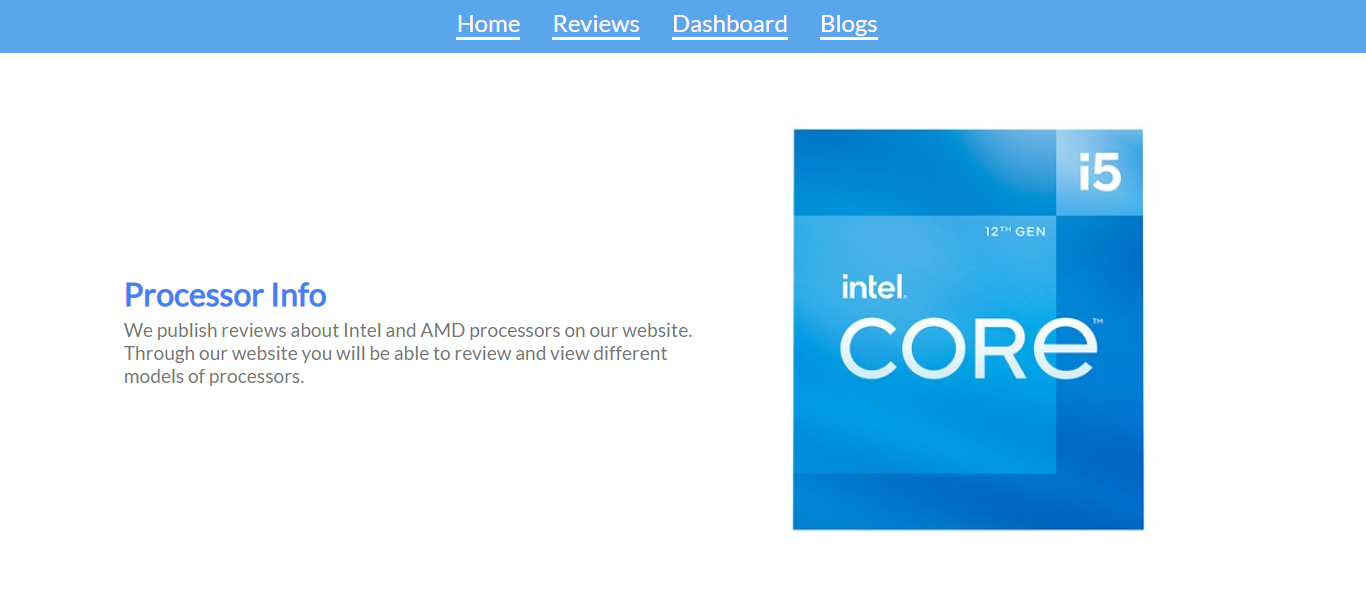 Home Reviews Dashboard Blogs
Processor Info
We publish reviews about Intel and AMD processors on our website.
Through our website you will be able to review and view different
models of processors.
i5
12TH GEN
intel.
CORE™